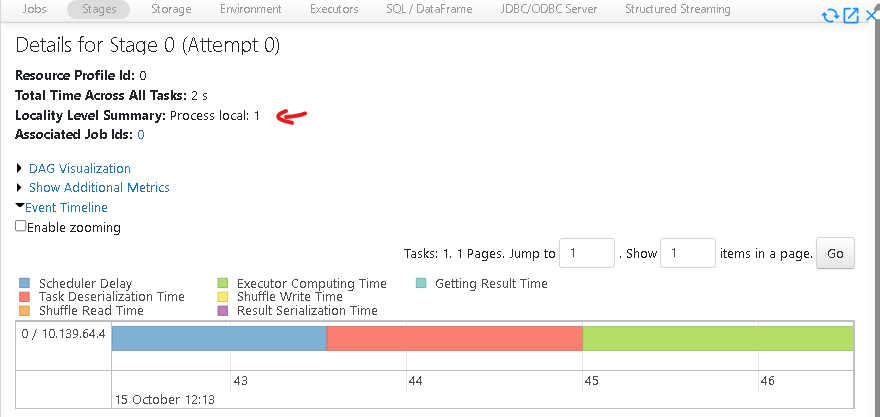 Jobs Stages Storage Environment Executors SQL / DataFrame JDBC/ODBC Server Structured Streaming
Details for Stage 0 (Attempt 0)
Resource Profile Id: 0
Total Time Across All Tasks: 2 s
Locality Level Summary: Process local: 1
Associated Job Ids: 0
DAG Visualization
Show Additional Metrics
Event Timeline
Enable zooming
Tasks: 1. 1 Pages. Jump to 1 . Show 1 items in a page. Go
Scheduler Delay Executor Computing Time Getting Result Time
Task Deserialization Time Shuffle Write Time
Shuffle Read Time Result Serialization Time
0 / 10.139.64.4
43 44 45 46
15 October 12:13